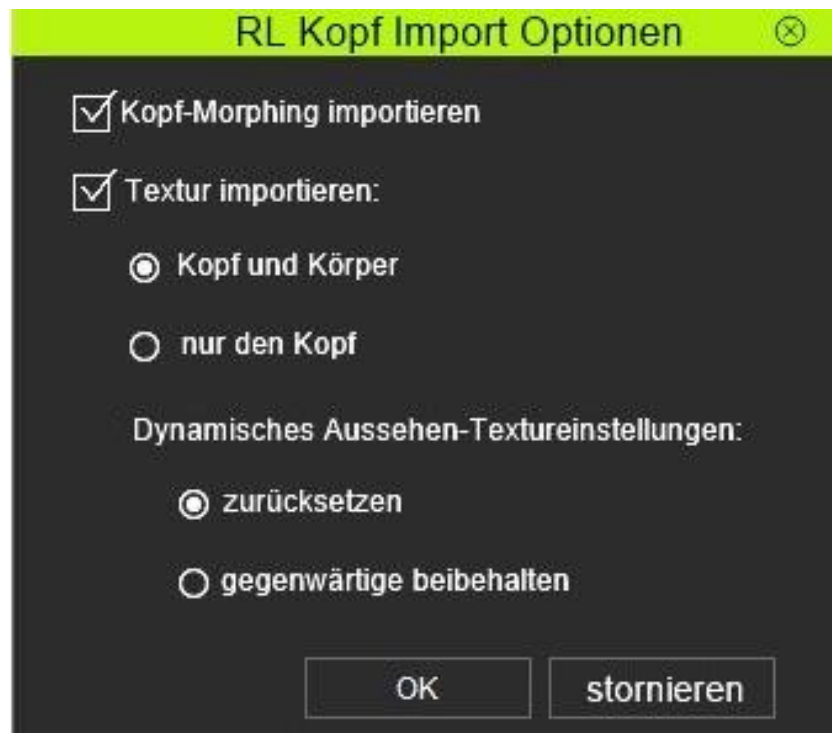 RL Kopf Import Optionen
Kopf-Morphing importieren
Textur importieren:
Kopf und Körper
nur den Kopf
Dynamisches Aussehen-Textureinstellungen:
zurücksetzen
gegenwärtige beibehalten
OK
stornieren